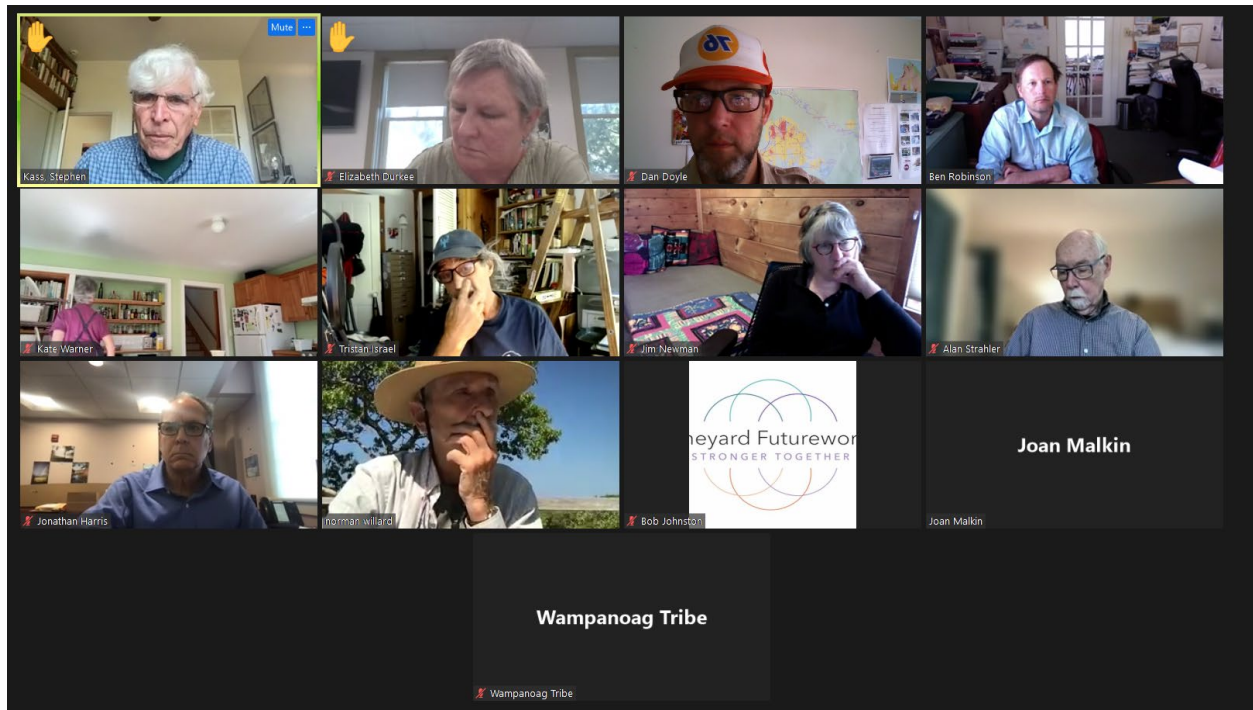 Mute ...
Kass, Stephen
Elizabeth Durkee
76
Dan Doyle
Ben Robinson
Kate Warner
Tristan Israel
Jim Newman
Alan Strahler
Jonathan Harris
norman willard
neyard Futurewor
STRONGER TOGETHER
Bob Johnston
Joan Malkin
Joan Malkin
Wampanoag Tribe
Wampanoag Tribe